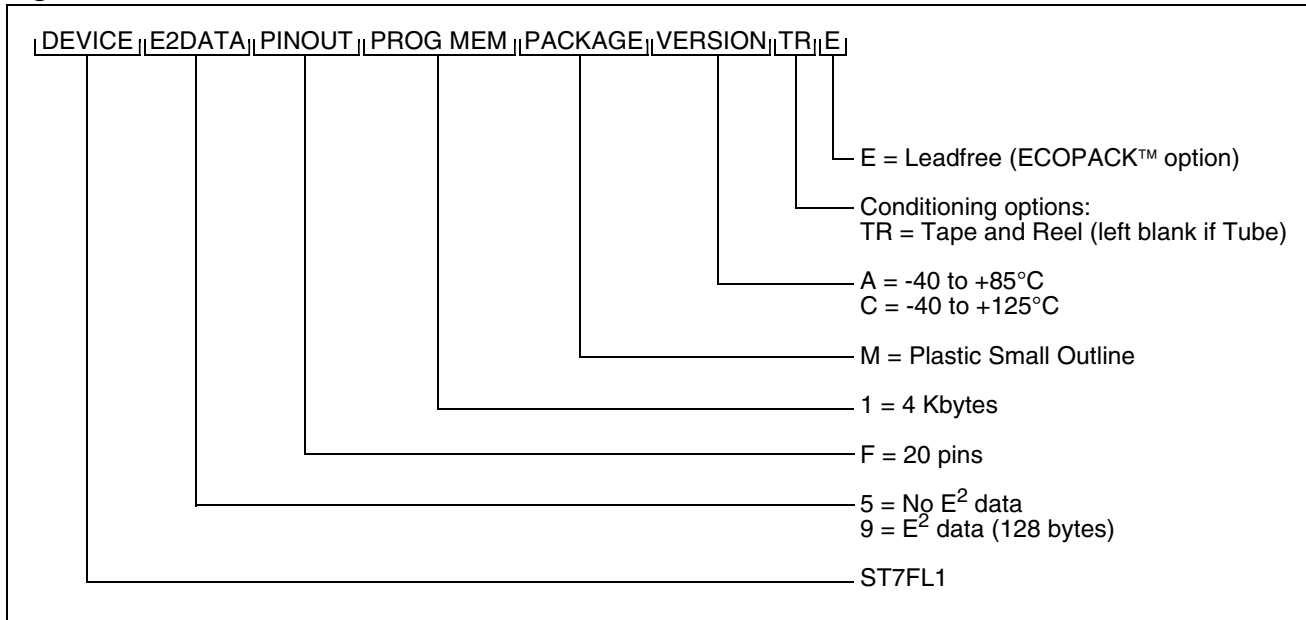 DEVICE E2DATA PINOUT PROG MEM PACKAGE VERSION TR E
E = Leadfree (ECOPACK™ option)
Conditioning options:
TR = Tape and Reel (left blank if Tube)
A = -40 to +85°C
C = -40 to +125°C
M = Plastic Small Outline
1 = 4 Kbytes
F = 20 pins
5 = No E² data
9 = E² data (128 bytes)
ST7FL1